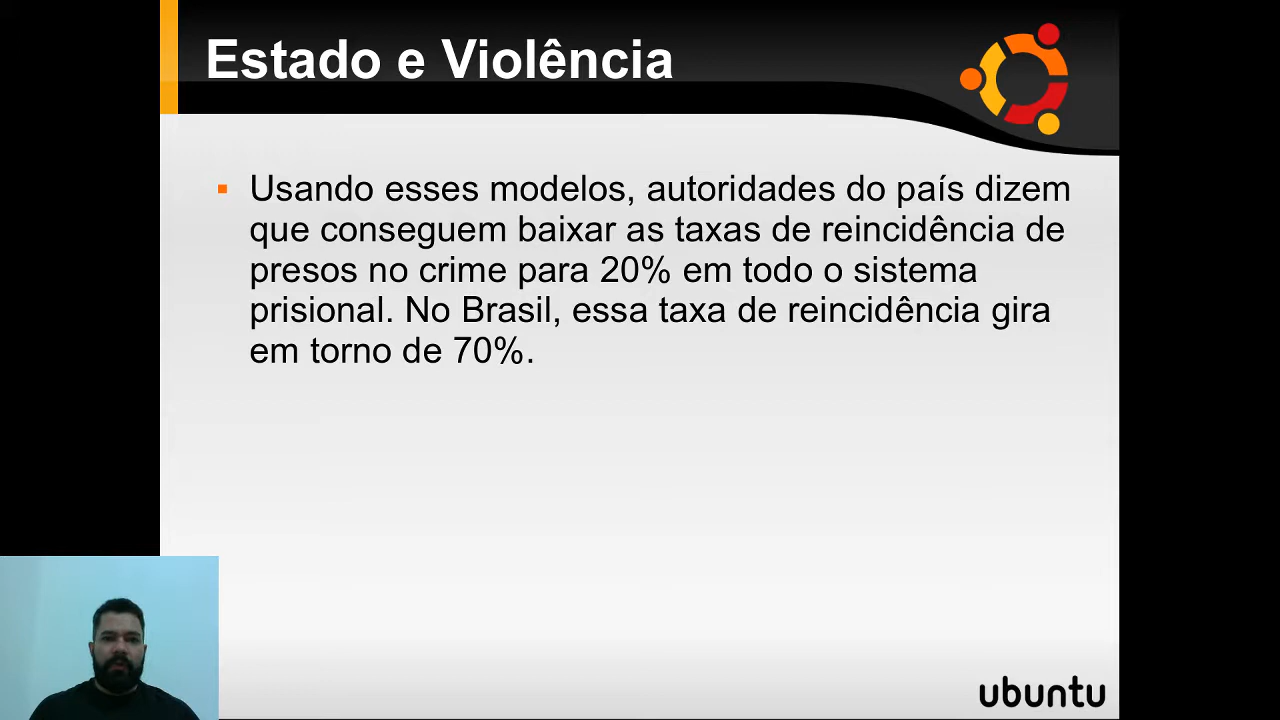 Estado e Violência
Usando esses modelos, autoridades do país dizem
que conseguem baixar as taxas de reincidência de
presos no crime para 20% em todo o sistema
prisional. No Brasil, essa taxa de reincidência gira
em torno de 70%.
ubuntu